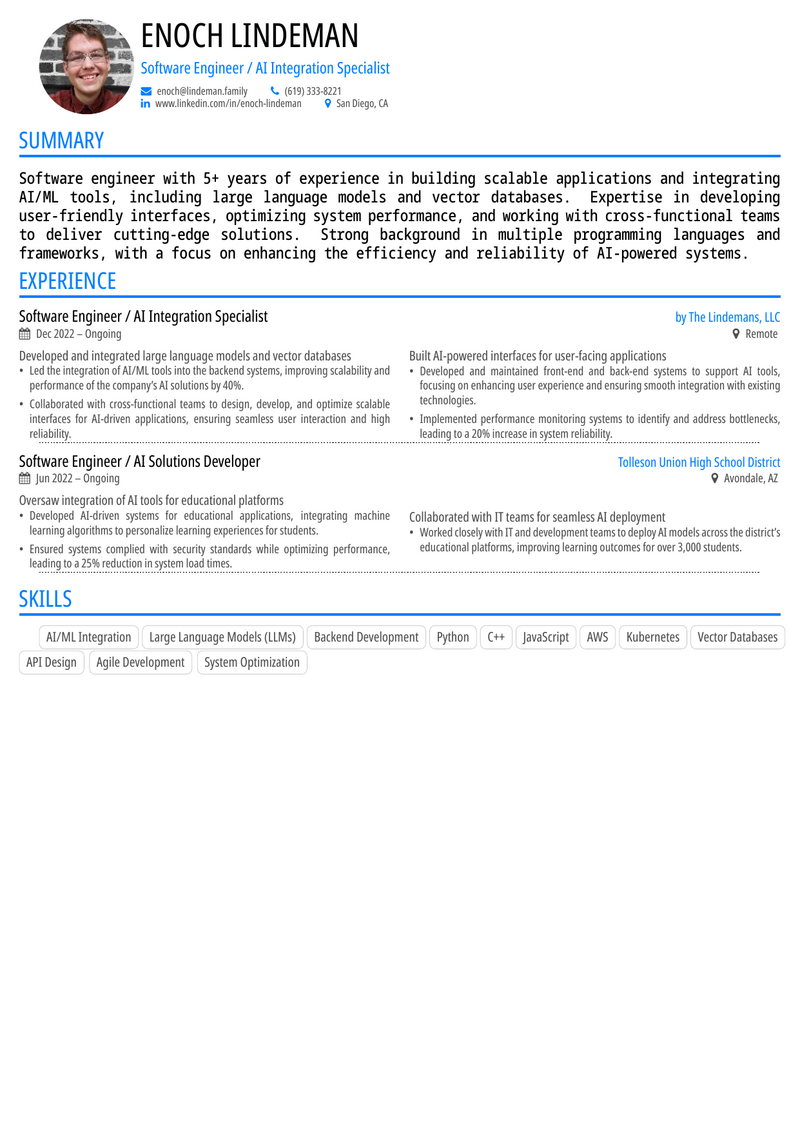 ENOCH LINDEMAN
Software Engineer / AI Integration Specialist
enoch@lindeman.family (619) 333-8221
www.linkedin.com/in/enoch-lindeman San Diego, CA
SUMMARY
Software engineer with 5+ years of experience in building scalable applications and integrating
AI/ML tools, including large language models and vector databases. Expertise in developing
user-friendly interfaces, optimizing system performance, and working with cross-functional teams
to deliver cutting-edge solutions. Strong background in multiple programming languages and
frameworks, with a focus on enhancing the efficiency and reliability of AI-powered systems.
EXPERIENCE
Software Engineer / AI Integration Specialist by The Lindemans, LLC
Dec 2022 – Ongoing Remote
Developed and integrated large language models and vector databases
• Led the integration of AI/ML tools into the backend systems, improving scalability and
performance of the company's AI solutions by 40%.
• Collaborated with cross-functional teams to design, develop, and optimize scalable
interfaces for AI-driven applications, ensuring seamless user interaction and high
reliability.
Built AI-powered interfaces for user-facing applications
• Developed and maintained front-end and back-end systems to support AI tools,
focusing on enhancing user experience and ensuring smooth integration with existing
technologies.
• Implemented performance monitoring systems to identify and address bottlenecks,
leading to a 20% increase in system reliability.
Software Engineer / AI Solutions Developer Tolleson Union High School District
Jun 2022 – Ongoing Avondale, AZ
Oversaw integration of AI tools for educational platforms
• Developed AI-driven systems for educational applications, integrating machine
learning algorithms to personalize learning experiences for students.
• Ensured systems complied with security standards while optimizing performance,
leading to a 25% reduction in system load times.
Collaborated with IT teams for seamless AI deployment
• Worked closely with IT and development teams to deploy AI models across the district's
educational platforms, improving learning outcomes for over 3,000 students.
SKILLS
AI/ML Integration Large Language Models (LLMs) Backend Development Python C++ JavaScript AWS Kubernetes Vector Databases
API Design Agile Development System Optimization